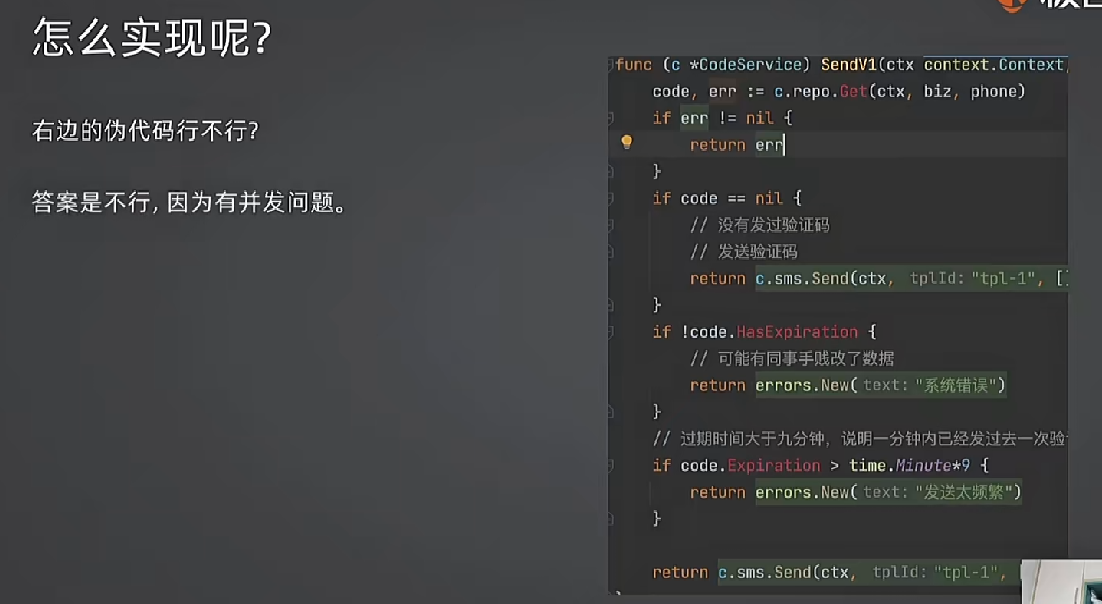 怎么实现呢?
右边的伪代码行不行?
答案是不行, 因为有并发问题。
func (c *CodeService) SendV1(ctx context.Context,
code, err := c.repo.Get(ctx, biz, phone)
if err != nil {
return err
}
if code == nil {
// 没有发过验证码
// 发送验证码
return c.sms.Send(ctx, tplId: "tpl-1", []
}
if !code.HasExpiration {
// 可能有同事手贱改了数据
return errors.New( text: "系统错误")
}
// 过期时间大于九分钟, 说明一分钟内已经发过去一次验
if code.Expiration > time.Minute*9 {
return errors.New( text: "发送太频繁")
}
return c.sms.Send(ctx, tplId: "tpl-1",